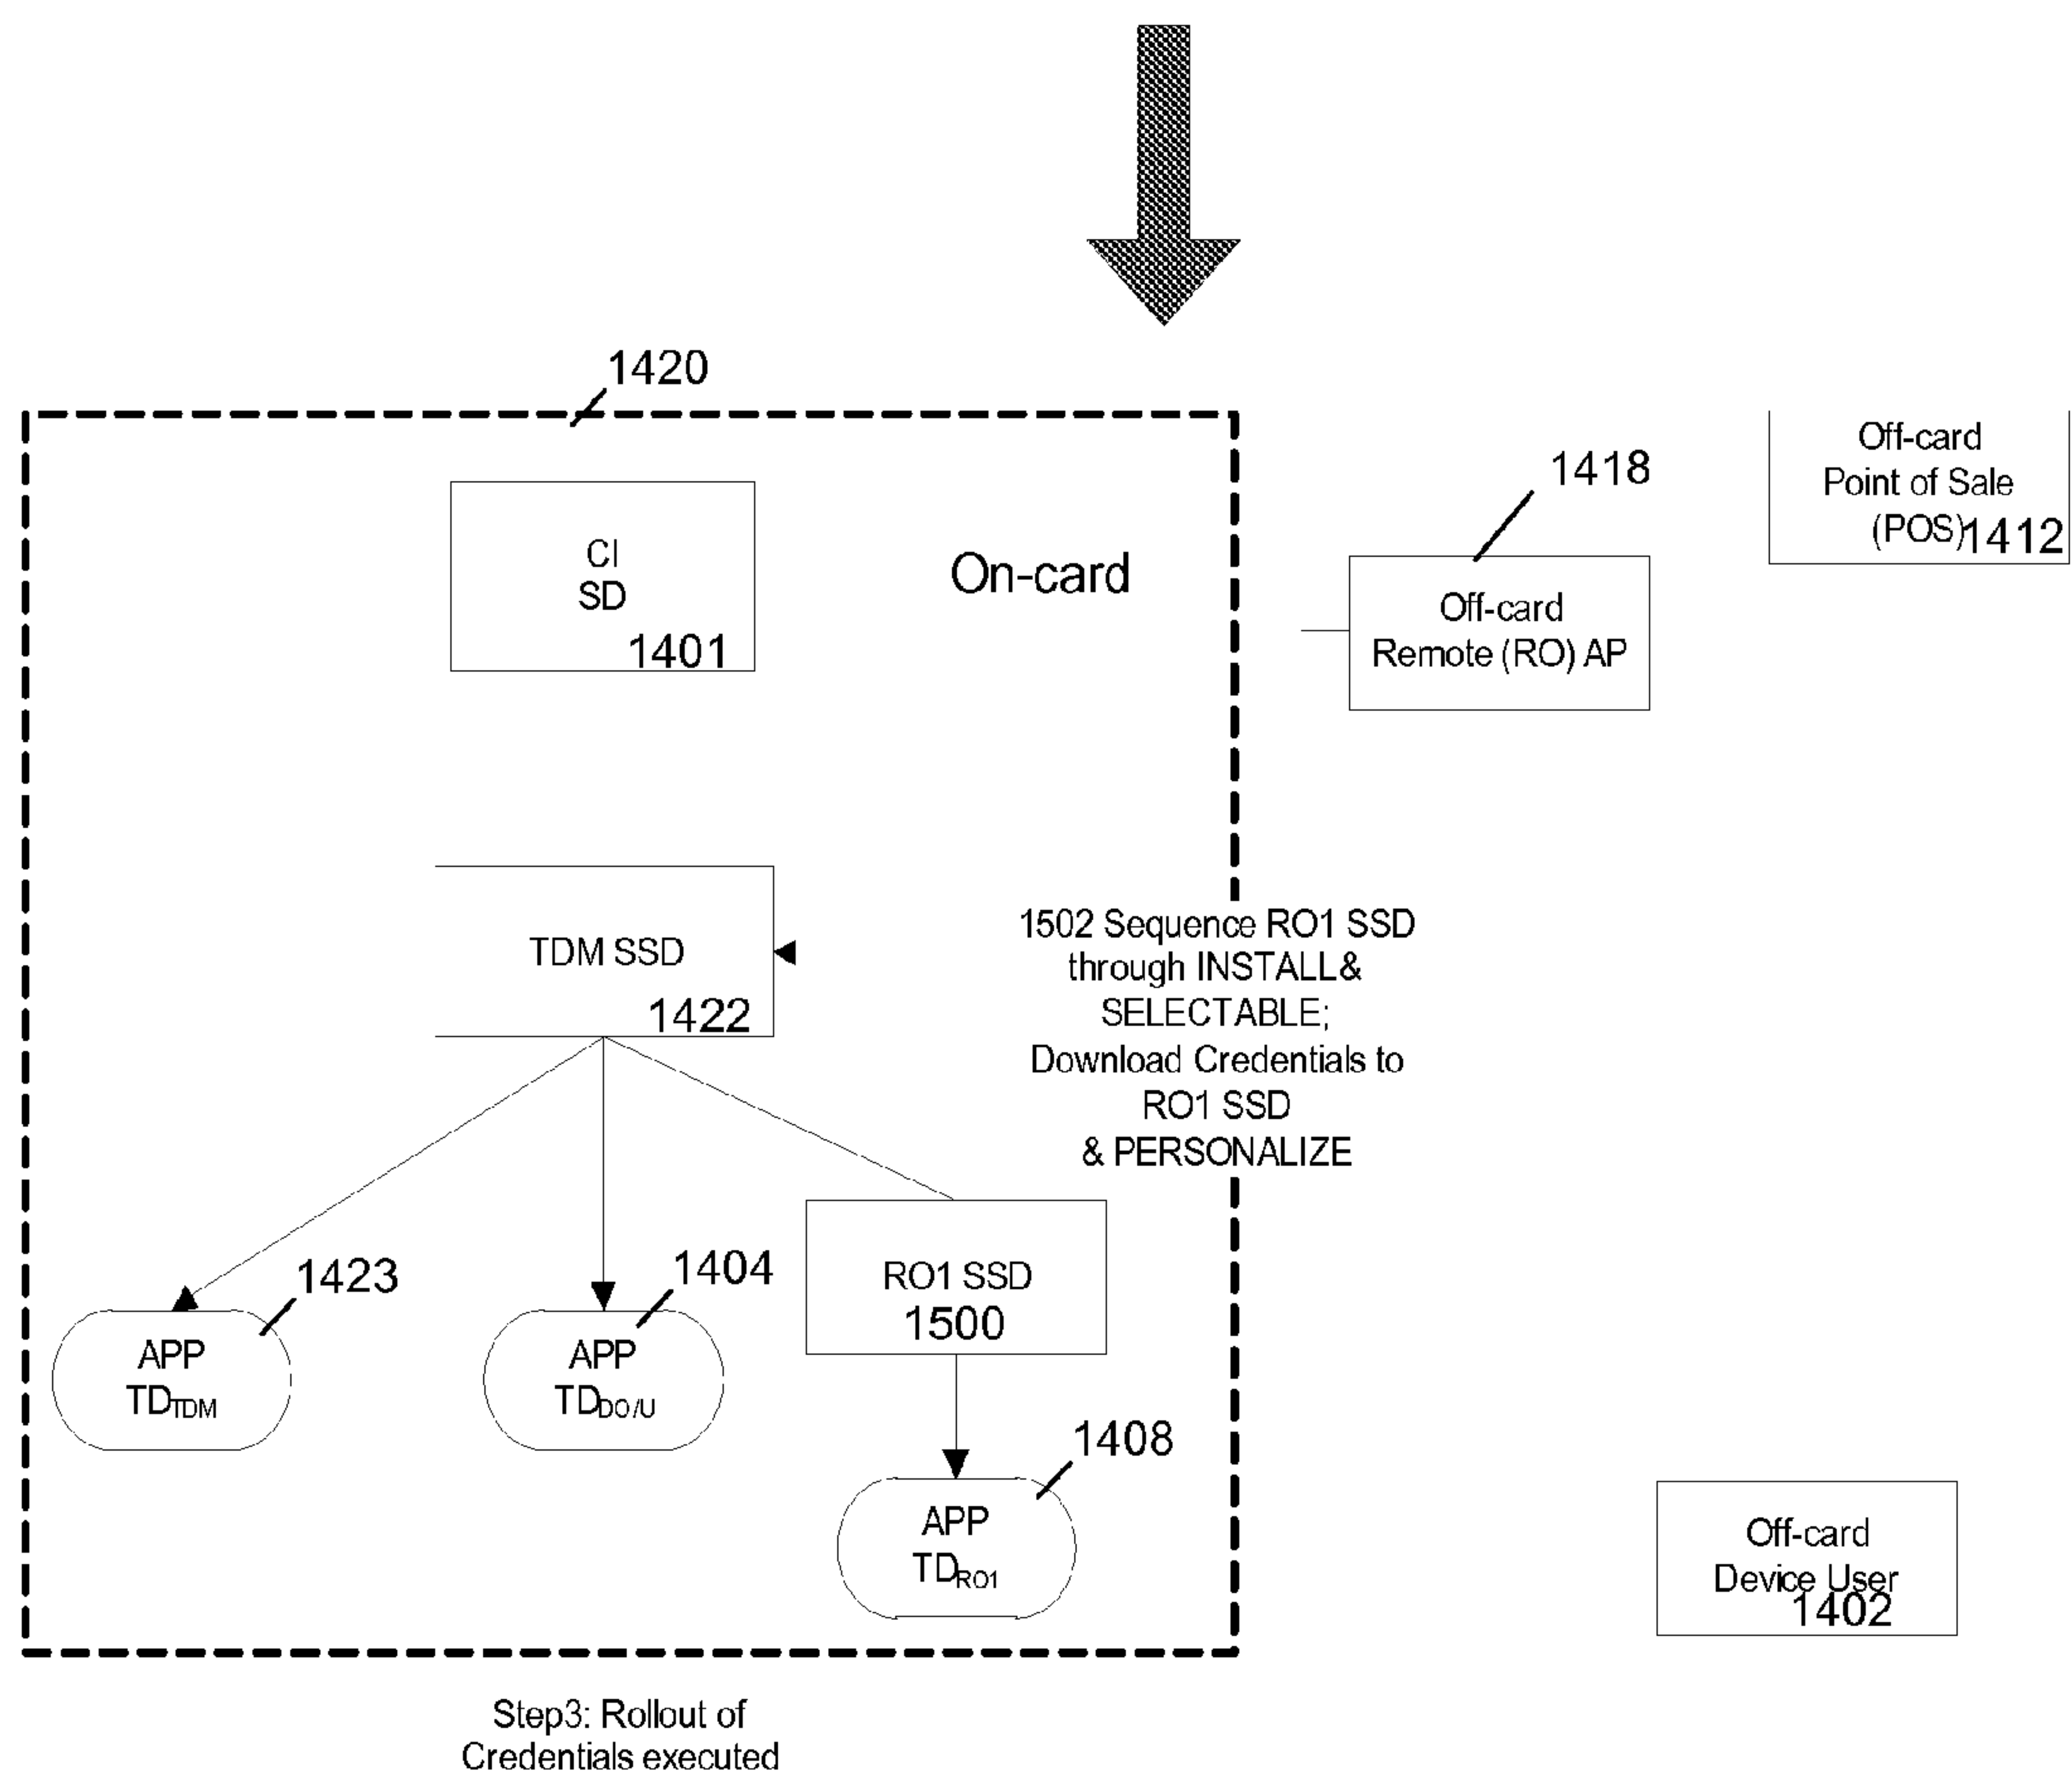 1420
Off-card
Point of Sale
(POS)1412
1418
CI
SD
1401
On-card
Off-card
Remote (RO) AP
TDM SSD
1422
1502 Sequence RO1 SSD
through INSTALL&
SELECTABLE;
Download Credentials to
RO1 SSD
& PERSONALIZE
1423
1404
RO1 SSD
1500
APP
TDTDM
APP
TDDO/U
1408
APP
TDRO1
Off-card
Device User
1402
Step3: Rollout of
Credentials executed